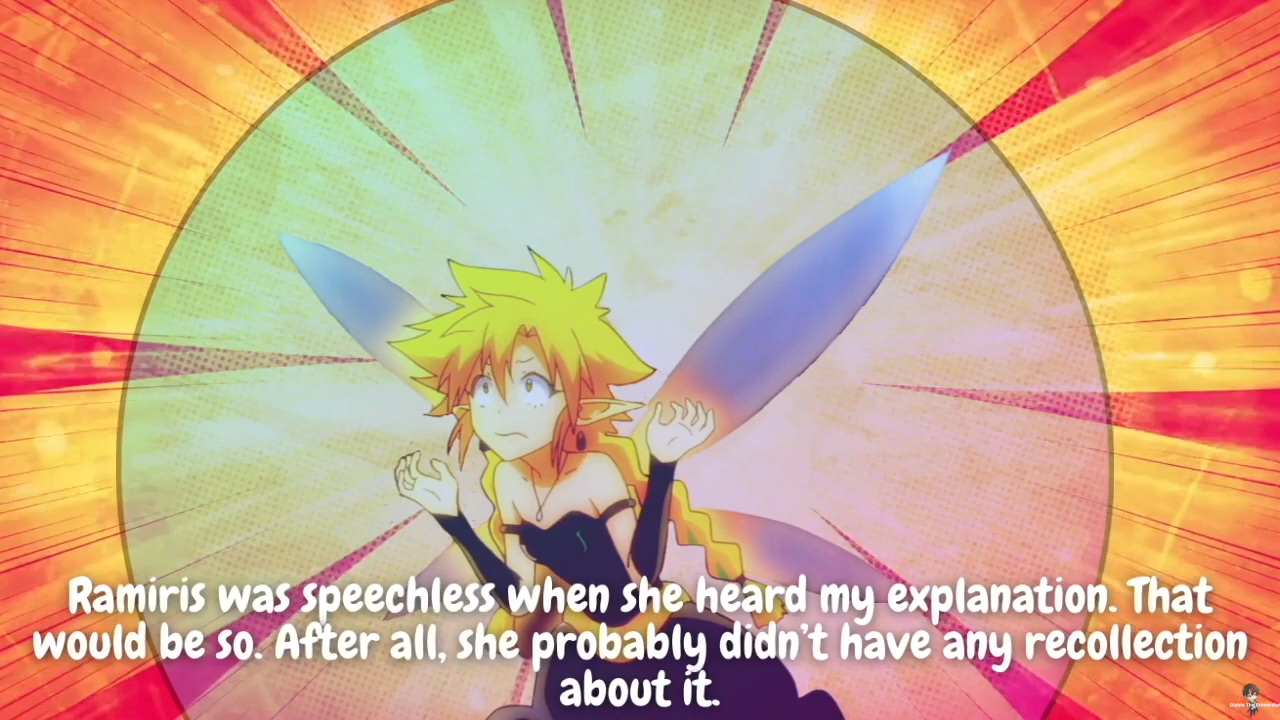 Ramiris was speechless when she heard my explanation. That
would be so. After all, she probably didn't have any recollection
about it.